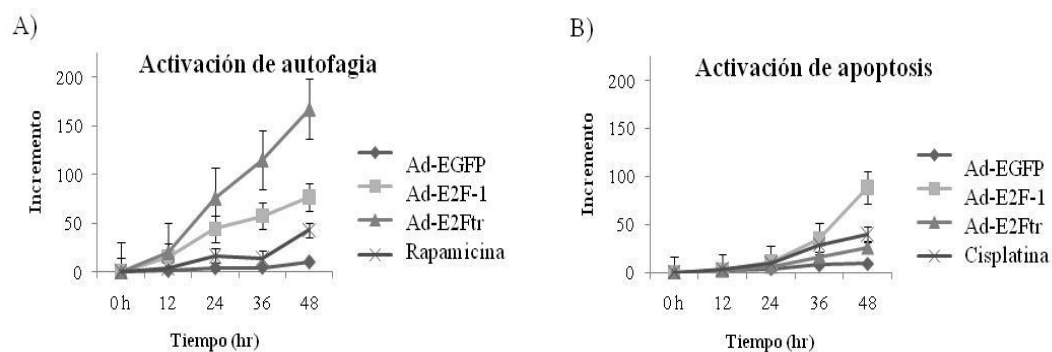 A)
Activación de autofagia
200
150
100
50
0
Incremento
0 h 12 24 36 48
Tiempo (hr)
Ad-EGFP
Ad-E2F-1
Ad-E2Ftr
Rapamicina
B)
Activación de apoptosis
200
150
100
50
0
Incremento
0 h 12 24 36 48
Tiempo (hr)
Ad-EGFP
Ad-E2F-1
Ad-E2Ftr
Cisplatina